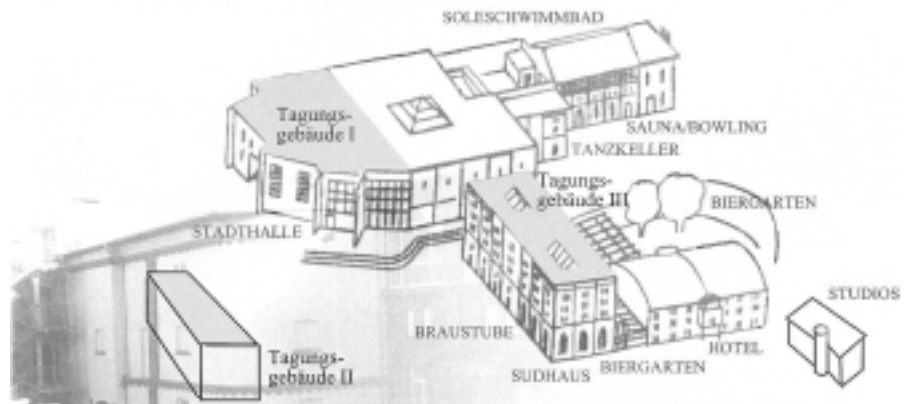 SOLESCHWIMMBAD
Tagungs-
gebäude I
SAUNA/BOWLING
TANZKELLER
Tagungs-
gebäude III
BIERGARTEN
STADTHALLE
STUDIOS
BRAUSTUBE
HOTEL
Tagungs-
gebäude II
BIERGARTEN
SUDHAUS